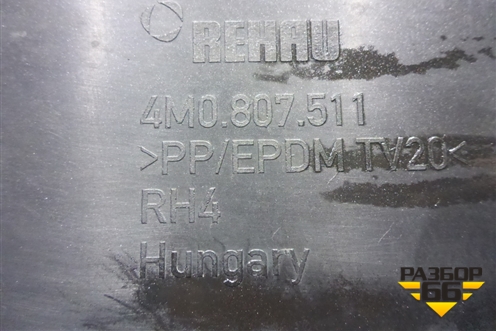 REHAU
4M0.807.511
>PP/EPDM TV20<
RH4
Hungary
РАЗБОР
66